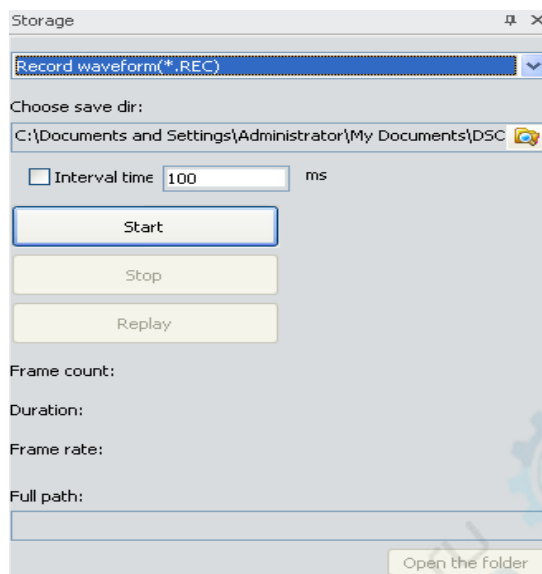 Storage
Record waveform(*.REC)
Choose save dir:
C:\Documents and Settings\Administrator\My Documents\DSC
Interval time 100 ms
Start
Stop
Replay
Frame count:
Duration:
Frame rate:
Full path:
Open the folder